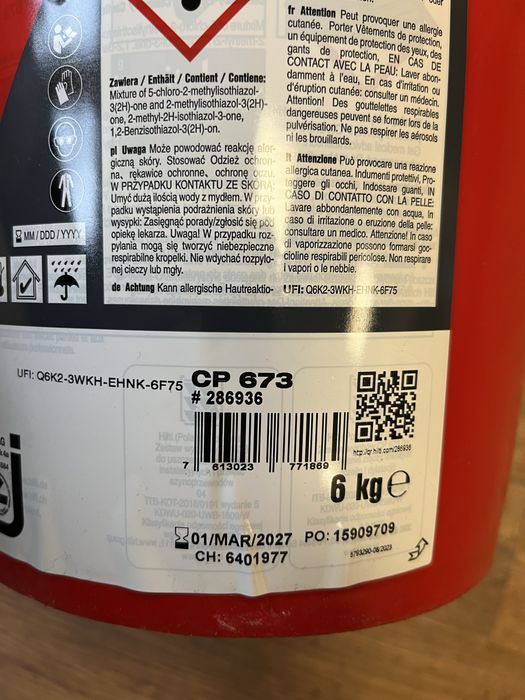 fr Attention Peut provoquer une allergie
cutanée. Porter Vêtements de protection,
un équipement de protection des yeux, des
gants de protection, EN CAS DE
CONTACT AVEC LA PEAU: Laver abon-
damment à l'eau, En cas d'irritation ou
d'éruption cutanée: consulter un médecin.
Attention! Des gouttelettes respirables
dangereuses peuvent se former lors de la
pulvérisation. Ne pas respirer les aérosols
ni les brouillards.
Zawiera / Enthält / Contient / Contiene:
Mixture of 5-chloro-2-methylisothiazol-
3(2H)-one and 2-methylisothiazol-3(2H)-
one, 2-methyl-2H-isothiazol-3-one,
1,2-Benzisothiazol-3(2H)-on.
pl Uwaga Może powodować reakcję aler-
giczną skóry. Stosować Odzież ochron-
na, rękawice ochronne, ochronę oczu,
W PRZYPADKU KONTAKTU ZE SKÓRĄ:
Umyć dużą ilością wody z mydłem. W przy-
padku wystąpienia podrażnienia skóry lub
wysypki: Zasięgnąć porady/zgłosić się pod
opiekę lekarza. Uwaga! W przypadku roz-
pylania mogą się tworzyć niebezpieczne
respirabilne kropelki. Nie wdychać rozpylo-
nej cieczy lub mgły.
de Achtung Kann allergische Hautreaktio-
it Attenzione Può provocare una reazione
allergica cutanea. Indumenti protettivi, Pro-
teggere gli occhi, Indossare guanti, IN
CASO DI CONTATTO CON LA PELLE:
Lavare abbondantemente con acqua, In
caso di irritazione o eruzione della pelle:
consultare un medico. Attenzione! In caso
di vaporizzazione possono formarsi goc-
cioline respirabili pericolose. Non respirare
i vapori o le nebbie.
UFI: Q6K2-3WKH-EHNK-6F75
MM / DDD / YYYY
UFI: Q6K2-3WKH-EHNK-6F75
CP 673
# 286936
7 613023 771869
http://qr.hilti.com/286936
6 kg e
01/MAR/2027 PO: 15909709
CH: 6401977
5793290-08/2023